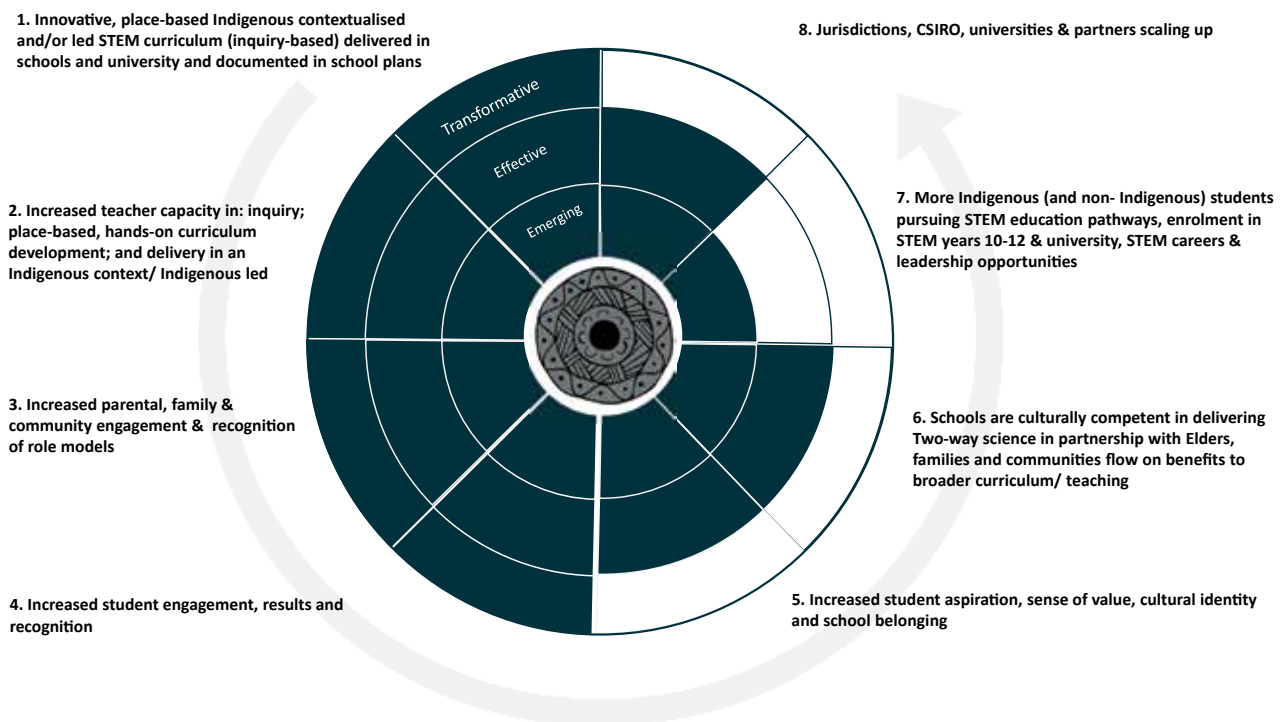 1. Innovative, place-based Indigenous contextualised
and/or led STEM curriculum (inquiry-based) delivered in
schools and university and documented in school plans
8. Jurisdictions, CSIRO, universities & partners scaling up
Transformative
Effective
Emerging
2. Increased teacher capacity in: inquiry;
place-based, hands-on curriculum
development; and delivery in an
Indigenous context/ Indigenous led
7. More Indigenous (and non- Indigenous) students
pursuing STEM education pathways, enrolment in
STEM years 10-12 & university, STEM careers &
leadership opportunities
3. Increased parental, family &
community engagement & recognition
of role models
6. Schools are culturally competent in delivering
Two-way science in partnership with Elders,
families and communities flow on benefits to
broader curriculum/ teaching
4. Increased student engagement, results and
recognition
5. Increased student aspiration, sense of value, cultural identity
and school belonging